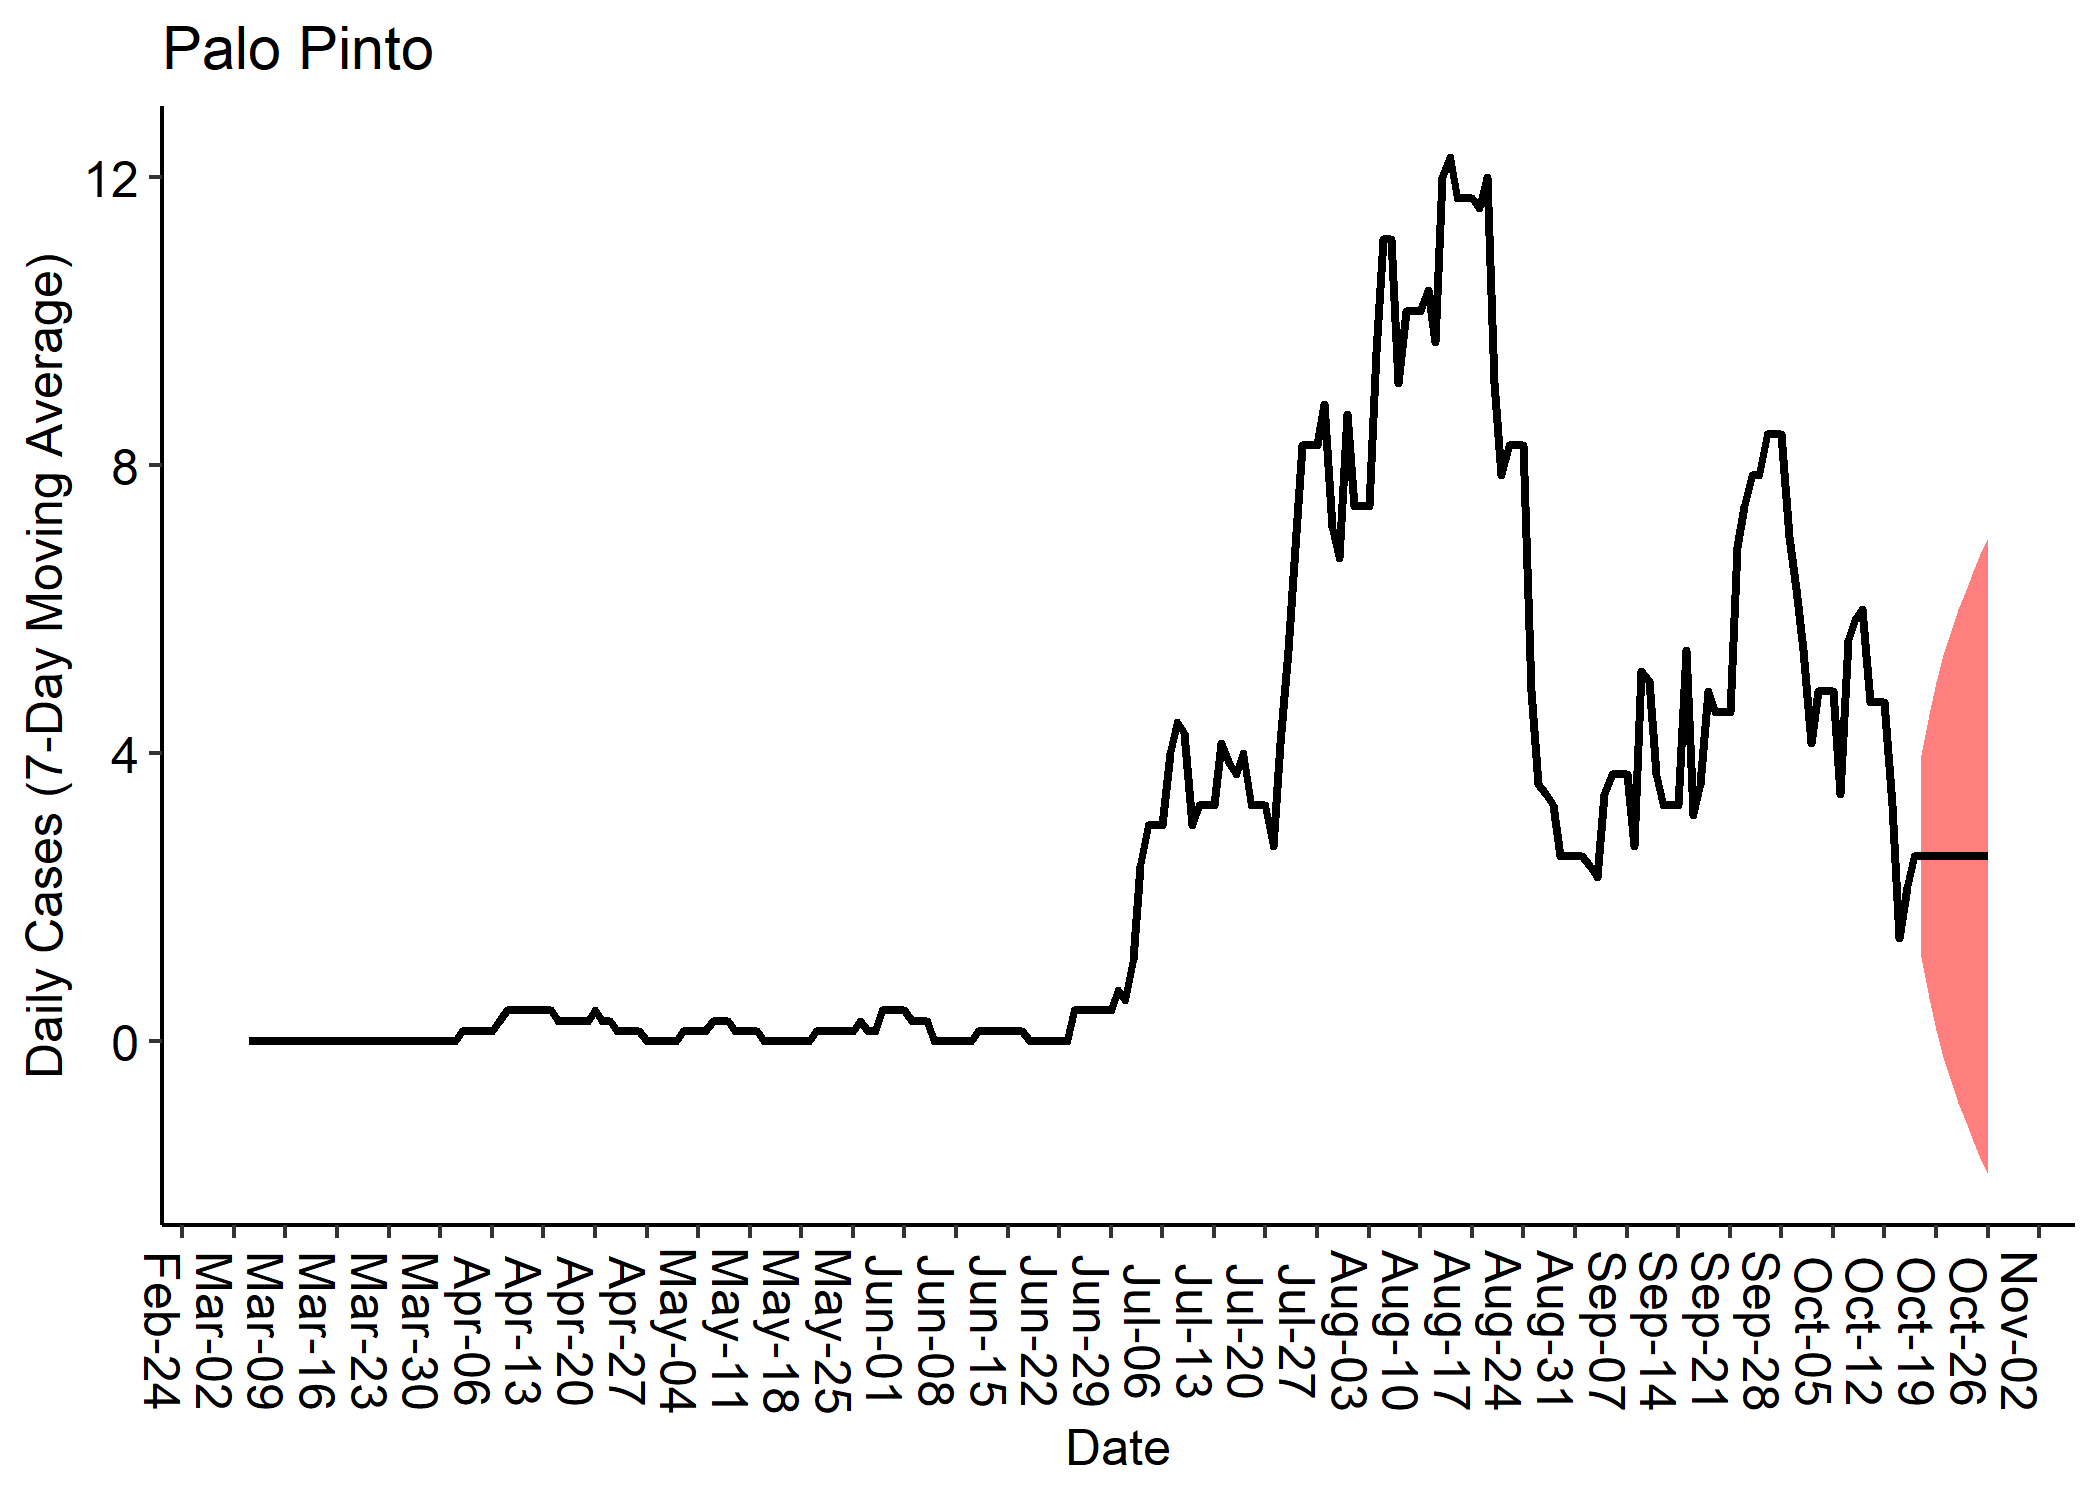 Palo Pinto
Daily Cases (7-Day Moving Average)
12
8
4
0
Feb-24
Mar-02
Mar-09
Mar-16
Mar-23
Mar-30
Apr-06
Apr-13
Apr-20
Apr-27
May-04
May-11
May-18
May-25
Jun-01
Jun-08
Jun-15
Jun-22
Jun-29
Jul-06
Jul-13
Jul-20
Jul-27
Aug-03
Aug-10
Aug-17
Aug-24
Aug-31
Sep-07
Sep-14
Sep-21
Sep-28
Oct-05
Oct-12
Oct-19
Oct-26
Nov-02
Date